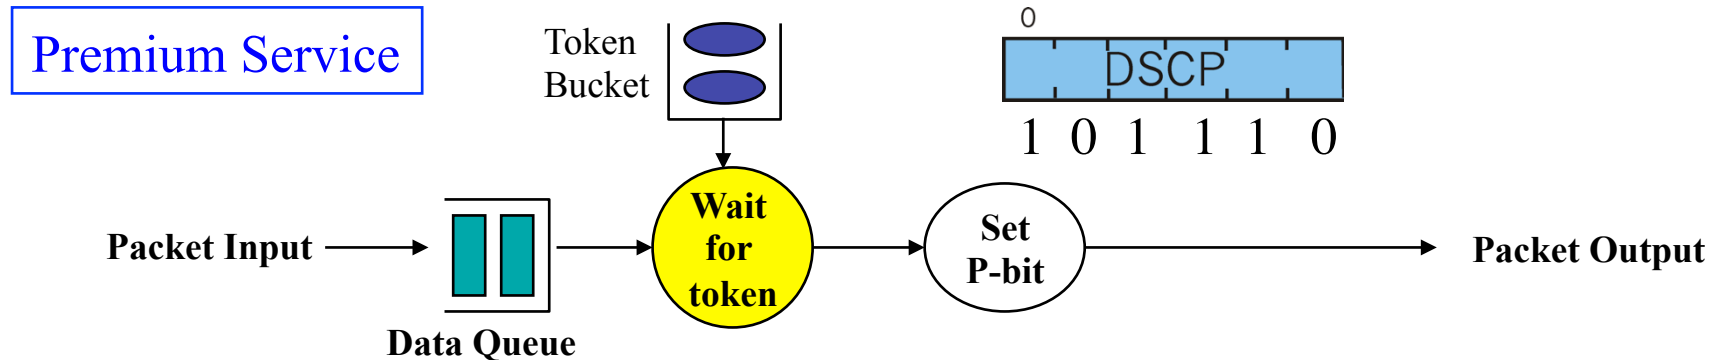 Premium Service
Token
Bucket
0
DSCP
1 0 1 1 1 0
Packet Input
Data Queue
Wait
for
token
Set
P-bit
Packet Output